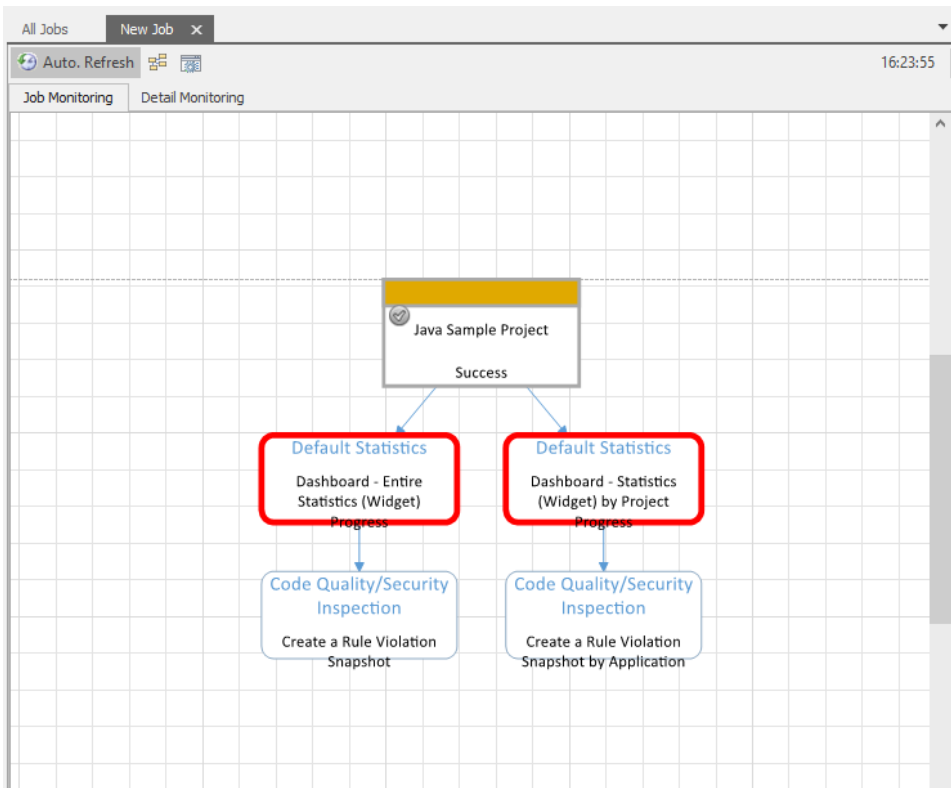 All Jobs
New Job
Auto. Refresh
16:23:55
Job Monitoring
Detail Monitoring
Java Sample Project
Success
Default Statistics
Dashboard - Entire
Statistics (Widget)
Progress
Default Statistics
Dashboard - Statistics
(Widget) by Project
Progress
Code Quality/Security
Inspection
Create a Rule Violation
Snapshot
Code Quality/Security
Inspection
Create a Rule Violation
Snapshot by Application